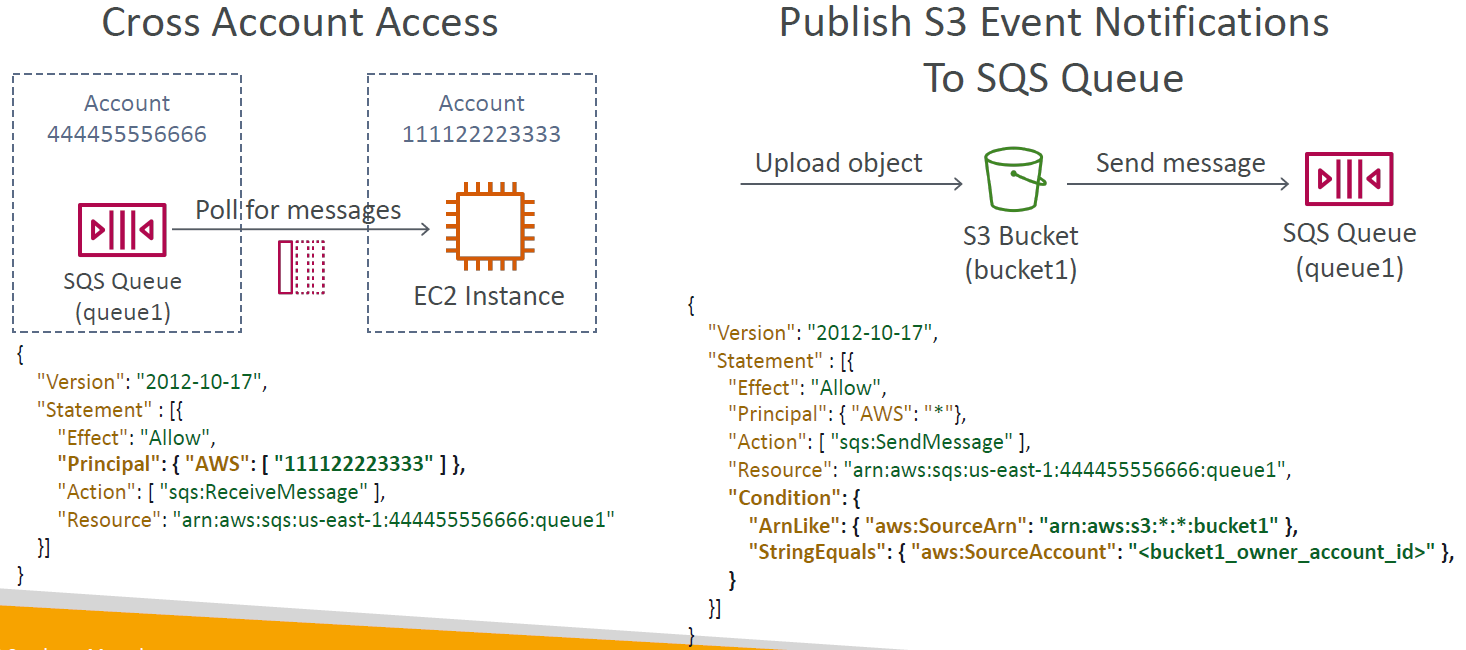 Cross Account Access
Account
444455556666
Account
111122223333
Poll for messages
SQS Queue
(queue1)
EC2 Instance
{
"Version": "2012-10-17",
"Statement" : [{
"Effect": "Allow",
"Principal": { "AWS": [ "111122223333" ] },
"Action": [ "sqs:ReceiveMessage" ],
"Resource": "arn:aws:sqs:us-east-1:444455556666:queue1"
}]
}
Publish S3 Event Notifications
To SQS Queue
Upload object
Send message
S3 Bucket
(bucket1)
SQS Queue
(queue1)
{
"Version": "2012-10-17",
"Statement" : [{
"Effect": "Allow",
"Principal": { "AWS": "*"},
"Action": [ "sqs:SendMessage" ],
"Resource": "arn:aws:sqs:us-east-1:444455556666:queue1",
"Condition": {
"ArnLike": { "aws:SourceArn": "arn:aws:s3:*:*:bucket1" },
"StringEquals": { "aws:SourceAccount": "<bucket1_owner_account_id>" },
}
}]
}